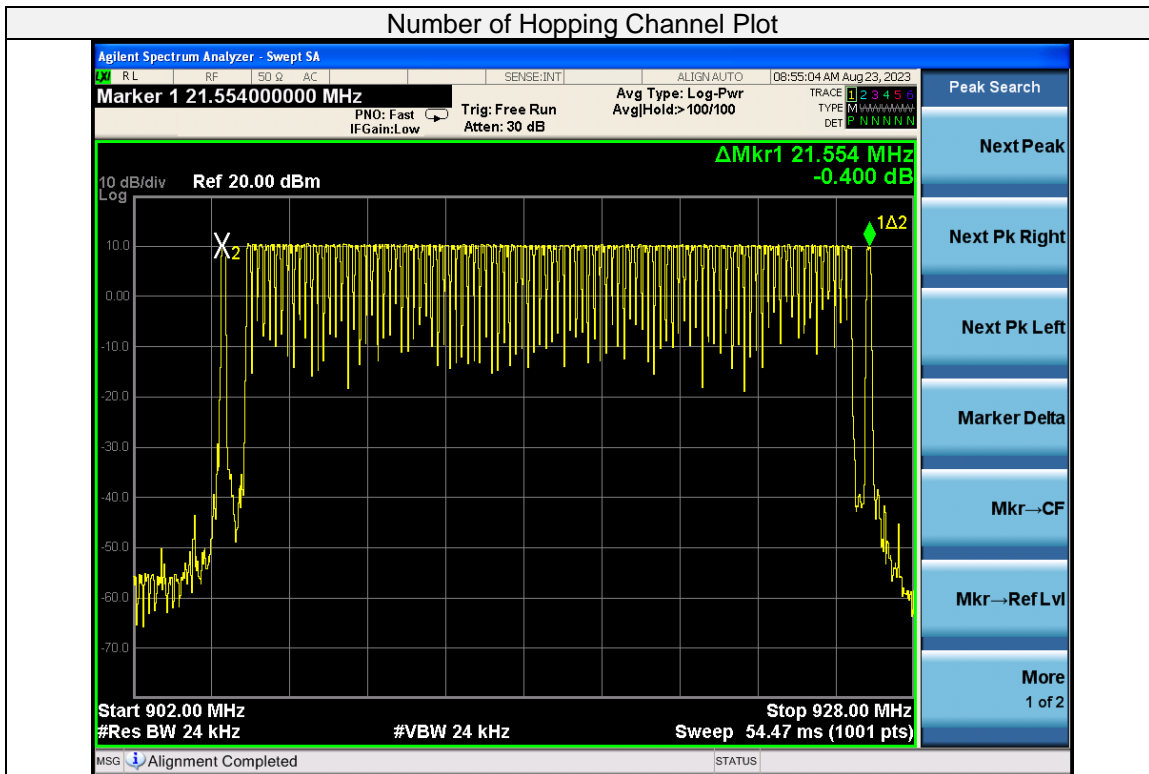 Number of Hopping Channel Plot
Agilent Spectrum Analyzer - Swept SA
LXI RL RF 50 Ω AC SENSE:INT ALIGN AUTO 08:55:04 AM Aug 23, 2023
Marker 1 21.554000000 MHz
PNO: Fast
IFGain:Low
Trig: Free Run
Atten: 30 dB
Avg Type: Log-Pwr
Avg|Hold:>100/100
TRACE 1 2 3 4 5 6
TYPE M
DET P N N N N N
ΔMkr1 21.554 MHz
-0.400 dB
10 dB/div Ref 20.00 dBm
Log
10.0
0.00
-10.0
-20.0
-30.0
-40.0
-50.0
-60.0
-70.0
X2
1Δ2
Start 902.00 MHz Stop 928.00 MHz
#Res BW 24 kHz #VBW 24 kHz Sweep 54.47 ms (1001 pts)
MSG Alignment Completed STATUS
Peak Search
Next Peak
Next Pk Right
Next Pk Left
Marker Delta
Mkr→CF
Mkr→Ref Lvl
More
1 of 2